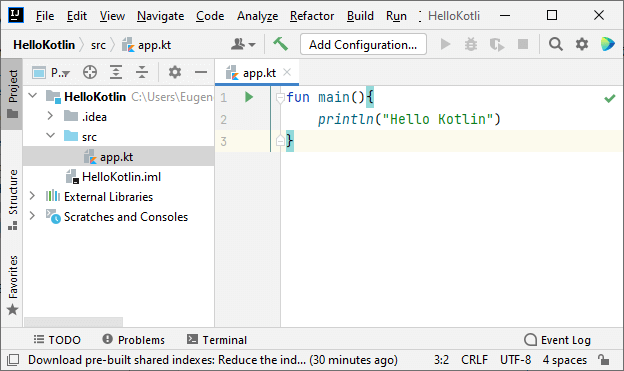 IJ File Edit View Navigate Code Analyze Refactor Build Run HelloKotli
HelloKotlin src app.kt Add Configuration...
Project P... app.kt
HelloKotlin C:\Users\Eugen
.idea
src
app.kt
HelloKotlin.iml
External Libraries
Scratches and Consoles
Structure
Favorites
1 fun main(){
2 println("Hello Kotlin")
3 }
TODO Problems Terminal Event Log
Download pre-built shared indexes: Reduce the ind... (30 minutes ago) 3:2 CRLF UTF-8 4 spaces